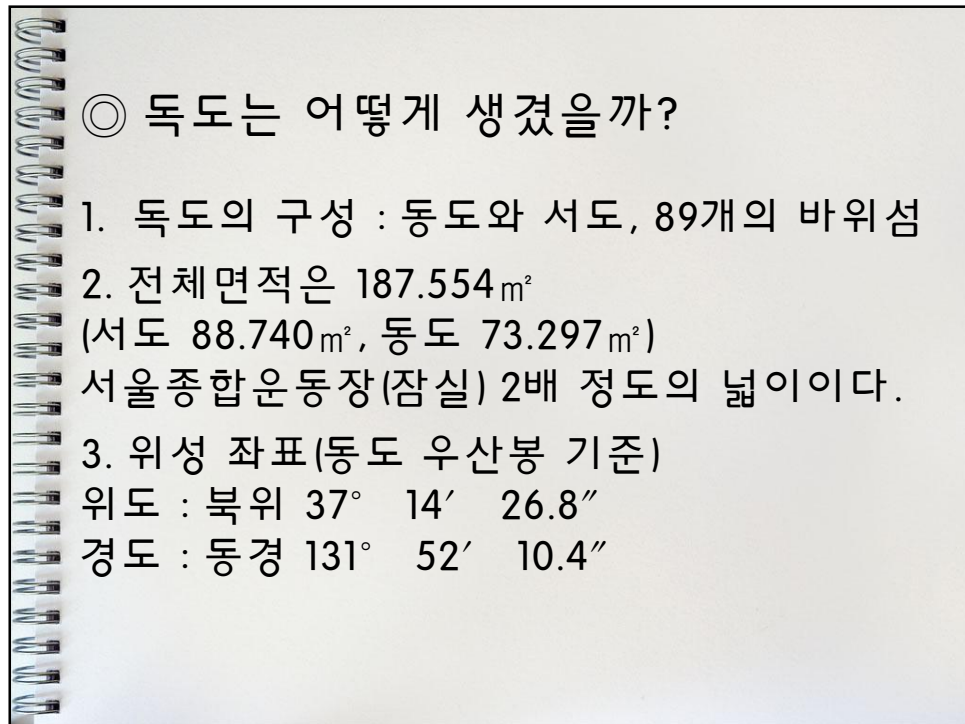 ◎ 독도는 어떻게 생겼을까?
1. 독도의 구성 : 동도와 서도, 89개의 바위섬
2. 전체면적은 187.554㎡
(서도 88.740㎡, 동도 73.297㎡)
서울종합운동장(잠실) 2배 정도의 넓이이다.
3. 위성 좌표(동도 우산봉 기준)
위도 : 북위 37° 14′ 26.8″
경도 : 동경 131° 52′ 10.4″